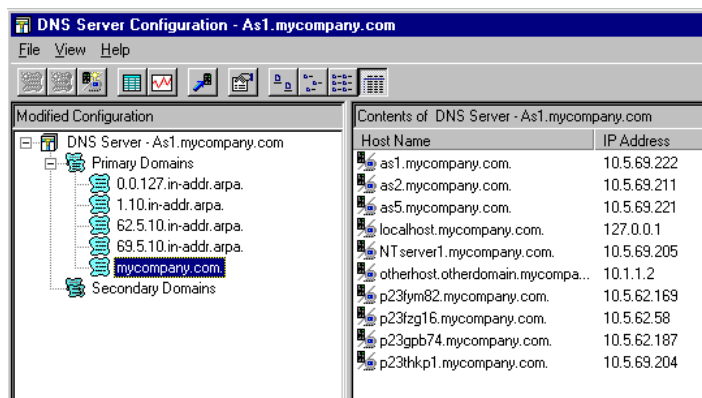 DNS Server Configuration - As1.mycompany.com
File View Help
Modified Configuration
DNS Server - As1.mycompany.com
Primary Domains
0.0.127.in-addr.arpa.
1.10.in-addr.arpa.
62.5.10.in-addr.arpa.
69.5.10.in-addr.arpa.
mycompany.com.
Secondary Domains
Contents of DNS Server - As1.mycompany.com
Host Name IP Address
as1.mycompany.com. 10.5.69.222
as2.mycompany.com. 10.5.69.211
as5.mycompany.com. 10.5.69.221
localhost.mycompany.com. 127.0.0.1
NTserver1.mycompany.com. 10.5.69.205
otherhost.otherdomain.mycompa... 10.1.1.2
p23fym82.mycompany.com. 10.5.62.169
p23fzg16.mycompany.com. 10.5.62.58
p23gpb74.mycompany.com. 10.5.62.187
p23thkp1.mycompany.com. 10.5.69.204